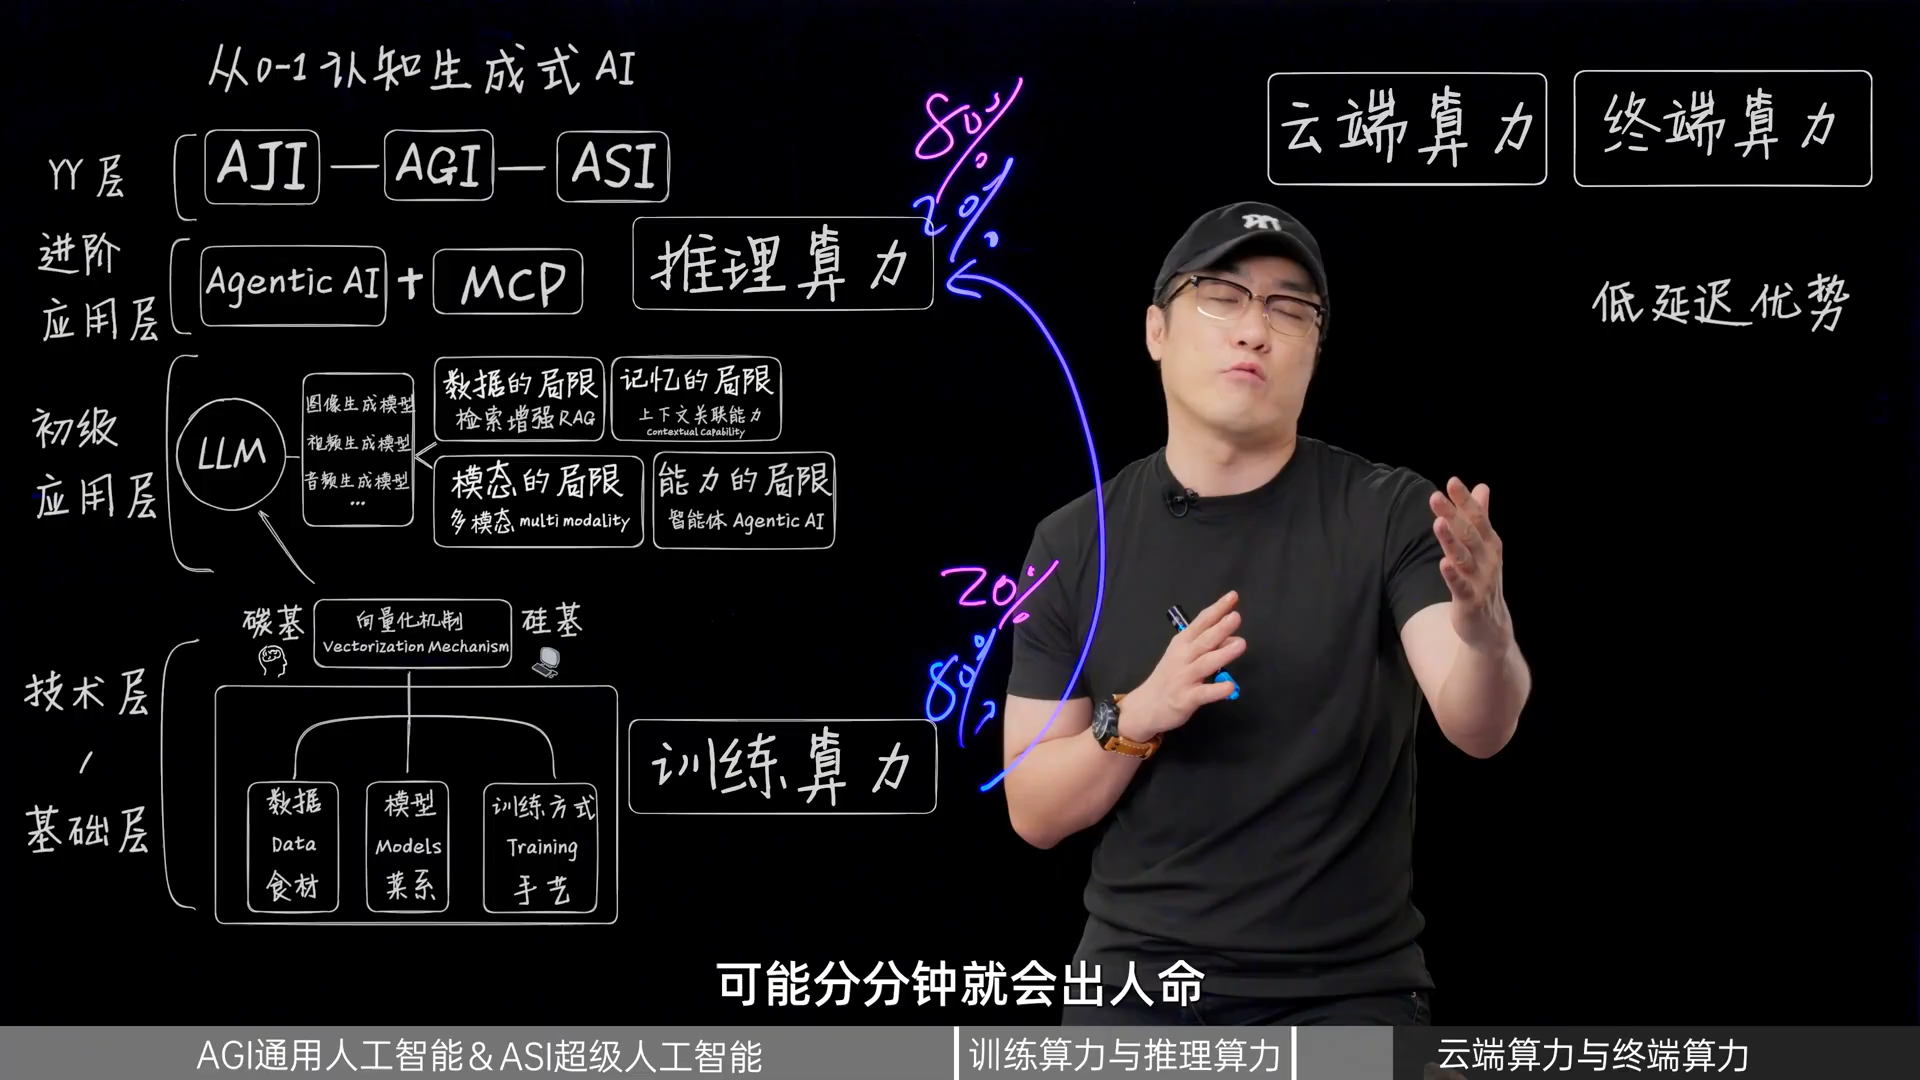 从0-1认知生成式AI
YY层
AJI
AGI
ASI
进阶
应用层
Agentic AI
+
MCP
推理算力
80%
20%
初级
应用层
LLM
图像生成模型
视频生成模型
音频生成模型
...
数据的局限
检索增强RAG
记忆的局限
上下文关联能力
Contextual Capability
模态的局限
多模态 multi modality
能力的局限
智能体 Agentic AI
碳基
向量化机制
Vectorization Mechanism
硅基
技术层
/
基础层
数据
Data
食材
模型
Models
菜系
训练方式
Training
手艺
训练算力
20%
80%
云端算力
终端算力
低延迟优势
可能分分钟就会出人命
AGI通用人工智能&ASI超级人工智能
训练算力与推理算力
云端算力与终端算力